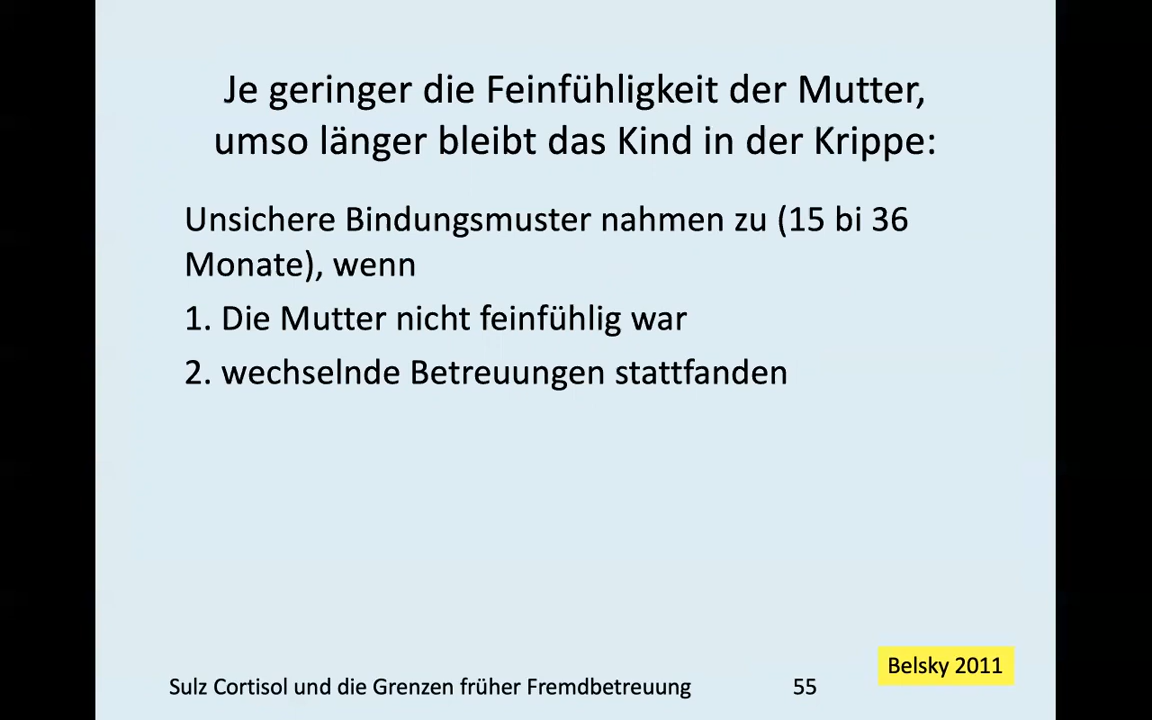 Je geringer die Feinfühligkeit der Mutter,
umso länger bleibt das Kind in der Krippe:
Unsichere Bindungsmuster nahmen zu (15 bi 36
Monate), wenn
1. Die Mutter nicht feinfühlig war
2. wechselnde Betreuungen stattfanden
Belsky 2011
Sulz Cortisol und die Grenzen früher Fremdbetreuung 55